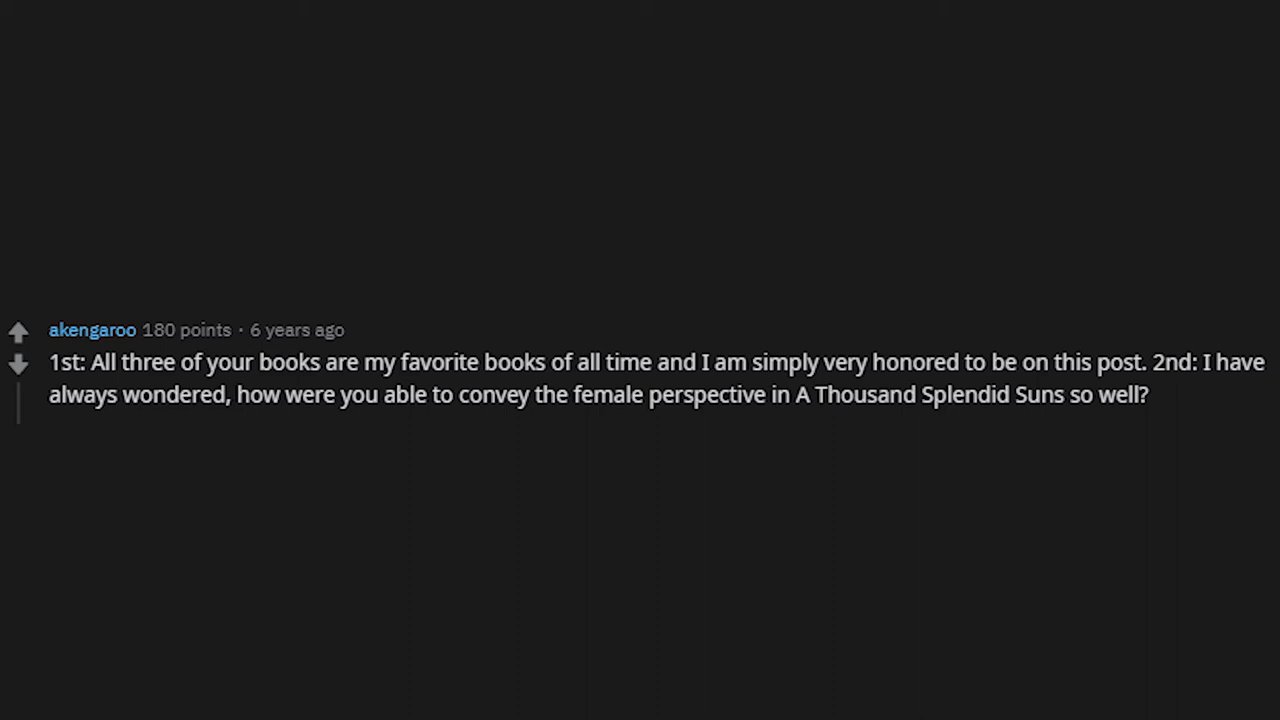 akengaroo 180 points · 6 years ago
1st: All three of your books are my favorite books of all time and I am simply very honored to be on this post. 2nd: I have
always wondered, how were you able to convey the female perspective in A Thousand Splendid Suns so well?